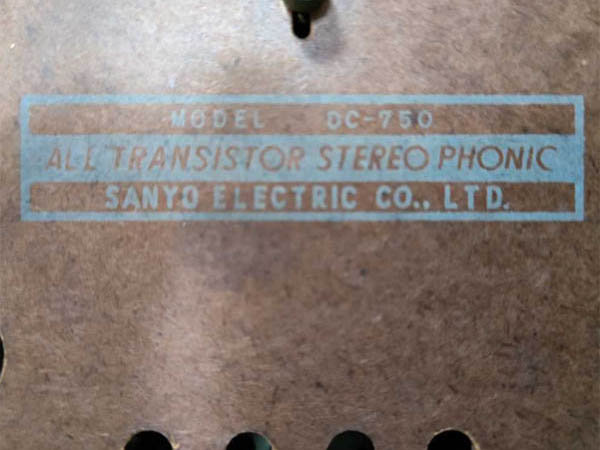 MODEL DC-750
ALL TRANSISTOR STEREO PHONIC
SANYO ELECTRIC CO., LTD.